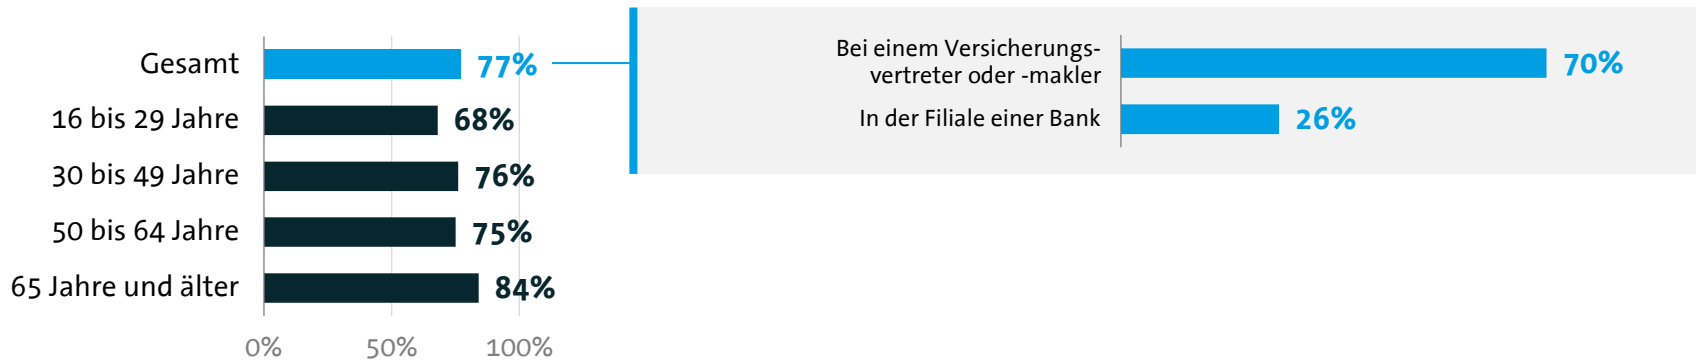 Gesamt 77%
16 bis 29 Jahre 68%
30 bis 49 Jahre 76%
50 bis 64 Jahre 75%
65 Jahre und älter 84%
0% 50% 100%
Bei einem Versicherungs-
vertreter oder -makler 70%
In der Filiale einer Bank 26%